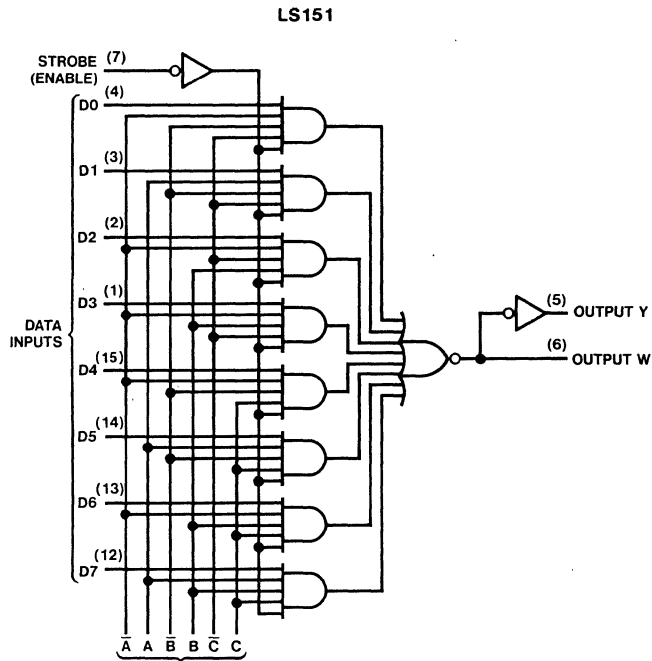 LS151
STROBE (7)
(ENABLE)
(4)
D0
(3)
D1
(2)
D2
(1)
D3
DATA
INPUTS
(15)
D4
(14)
D5
(13)
D6
(12)
D7
(5)
OUTPUT Y
(6)
OUTPUT W
A̅ A B̅ B C̅ C